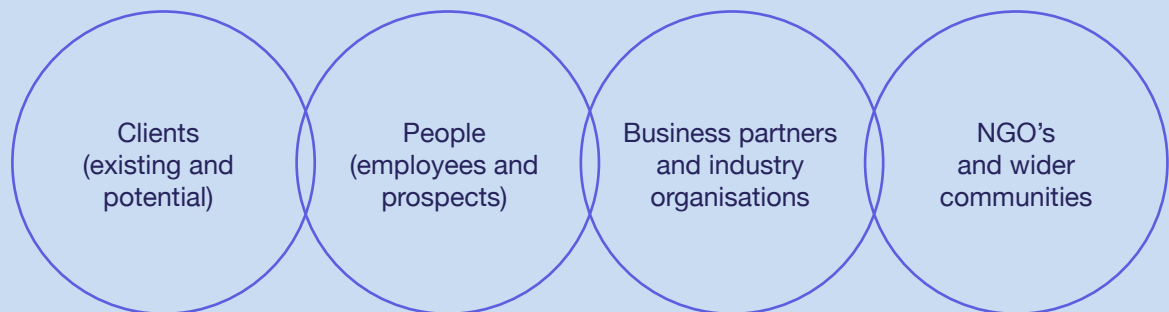 Clients
(existing and
potential)
People
(employees and
prospects)
Business partners
and industry
organisations
NGO’s
and wider
communities